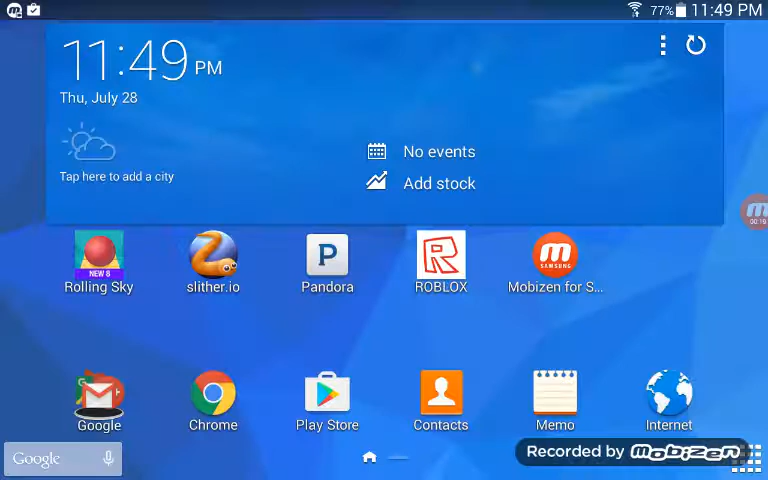 77% 11:49 PM
11:49 PM
Thu, July 28
Tap here to add a city
No events
Add stock
00:19
NEW 8
P
R
SAMSUNG
Rolling Sky
slither.io
Pandora
ROBLOX
Mobizen for S...
Google
Chrome
Play Store
Contacts
Memo
Internet
Google
Recorded by Mobizen